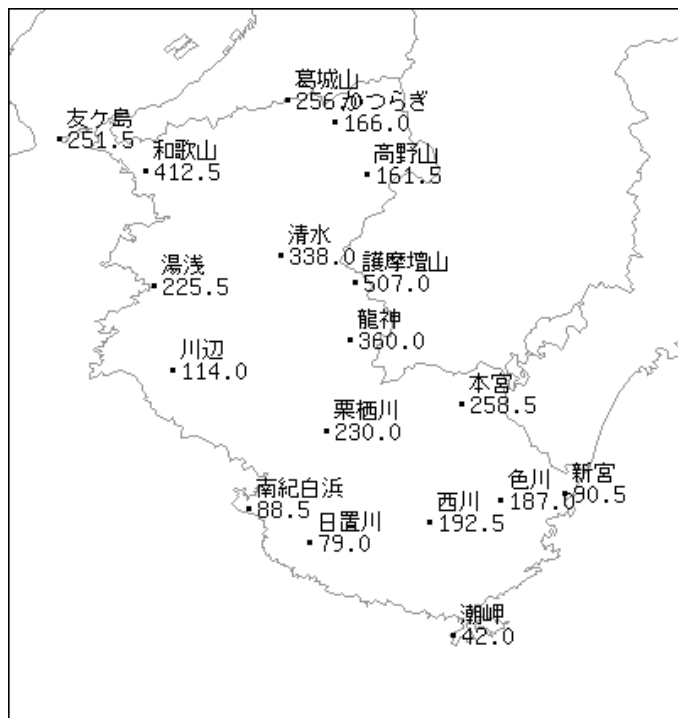 葛城山
256.0
かつらぎ
166.0
友ケ島
251.5
和歌山
412.5
高野山
161.5
清水
338.0
護摩壇山
507.0
湯浅
225.5
龍神
360.0
川辺
114.0
本宮
258.5
栗栖川
230.0
新宮
90.5
色川
187.0
南紀白浜
88.5
西川
192.5
日置川
79.0
潮岬
42.0